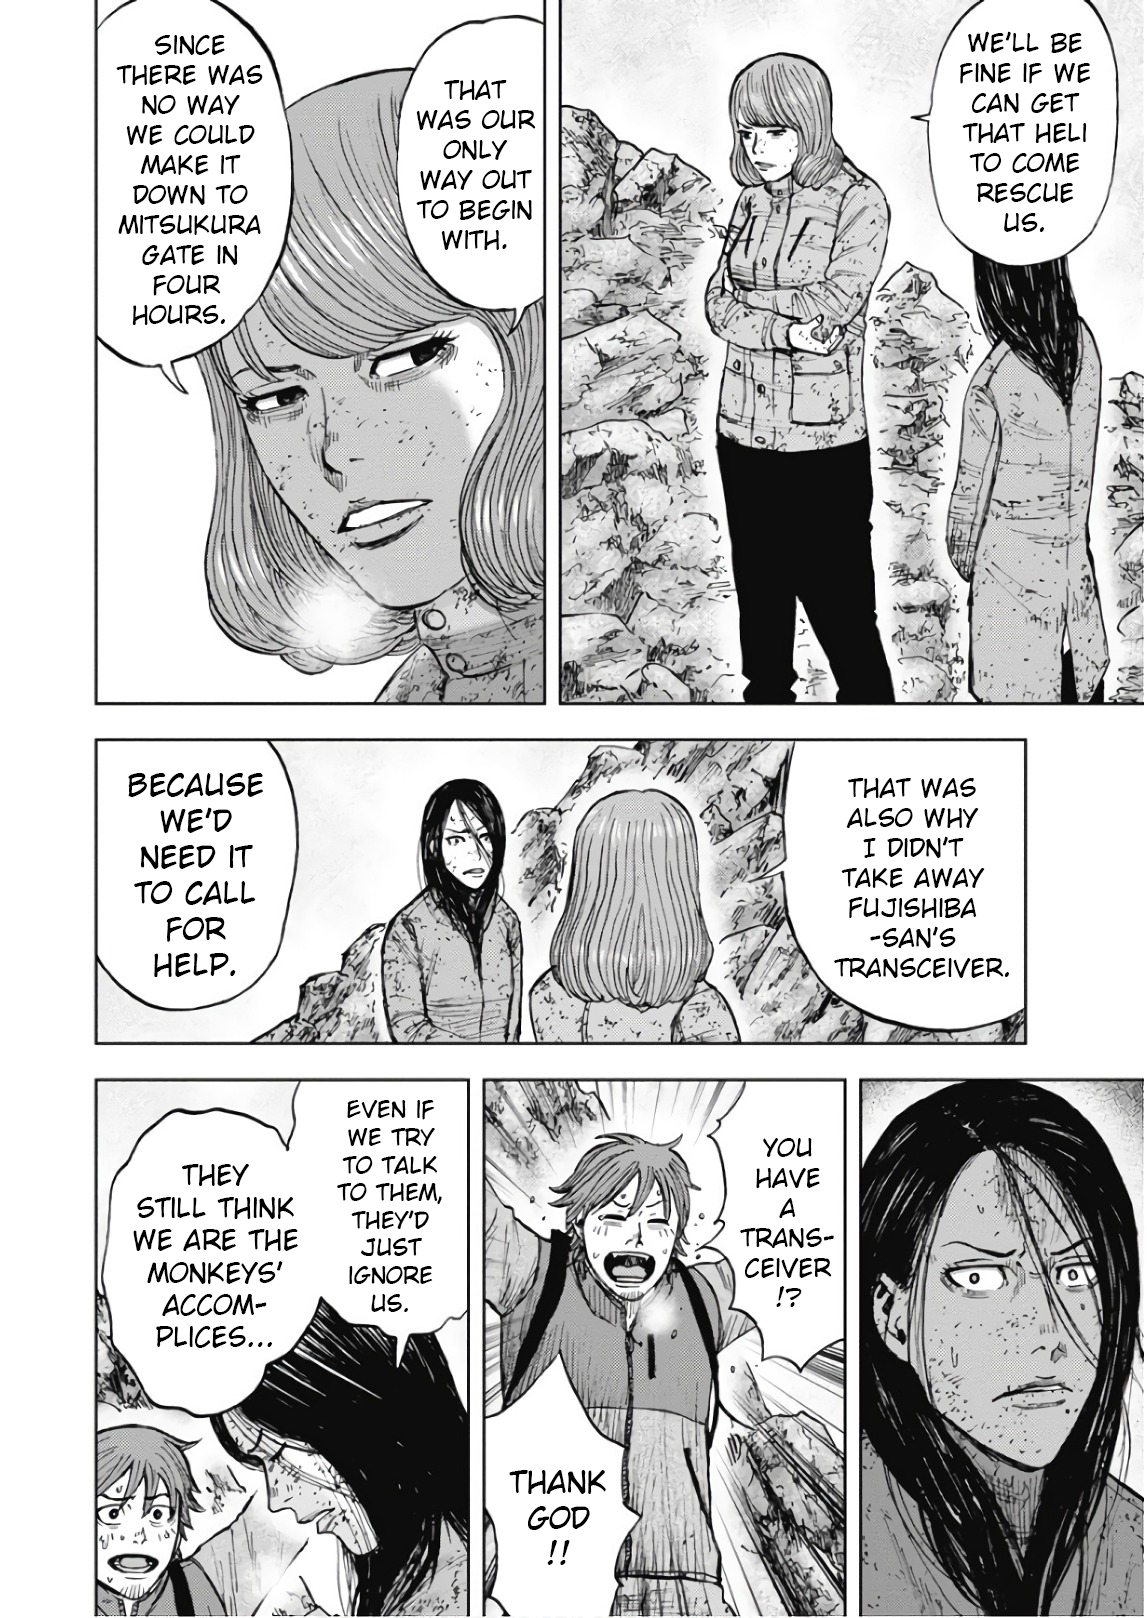 WE'LL BE
FINE IF WE
CAN GET
THAT HELI
TO COME
RESCUE
US.
THAT
WAS OUR
ONLY
WAY OUT
TO BEGIN
WITH.
SINCE
THERE WAS
NO WAY
WE COULD
MAKE IT
DOWN TO
MITSUKURA
GATE IN
FOUR
HOURS.
THAT WAS
ALSO WHY
I DIDN'T
TAKE AWAY
FUJISHIBA
-SAN'S
TRANSCEIVER.
BECAUSE
WE'D
NEED IT
TO CALL
FOR
HELP.
YOU
HAVE
A
TRANS-
CEIVER
!?
THANK
GOD
!!
EVEN IF
WE TRY
TO TALK
TO THEM,
THEY'D
JUST
IGNORE
US.
THEY
STILL THINK
WE ARE THE
MONKEYS'
ACCOM-
PLICES...